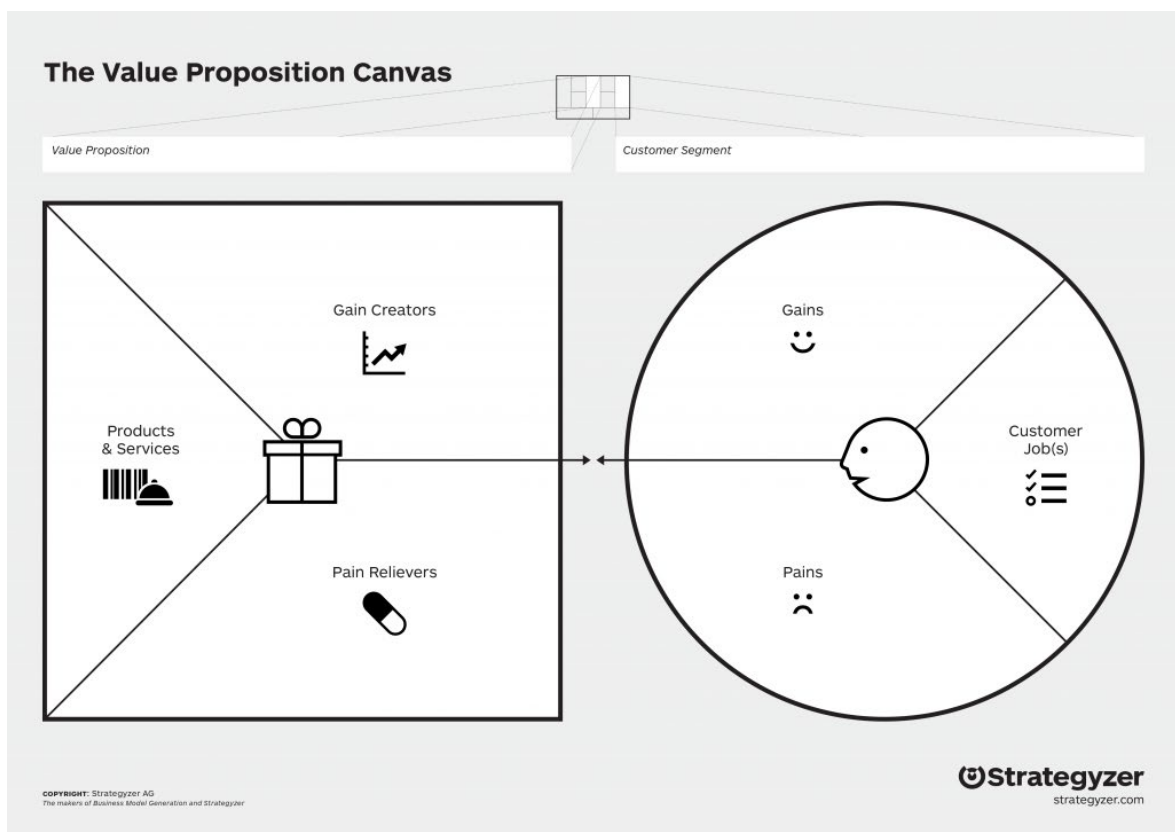 The Value Proposition Canvas
Value Proposition
Customer Segment
Gain Creators
Products
& Services
Pain Relievers
Gains
Customer
Job(s)
Pains
COPYRIGHT: Strategyzer AG
The makers of Business Model Generation and Strategyzer
Strategyzer
strategyzer.com